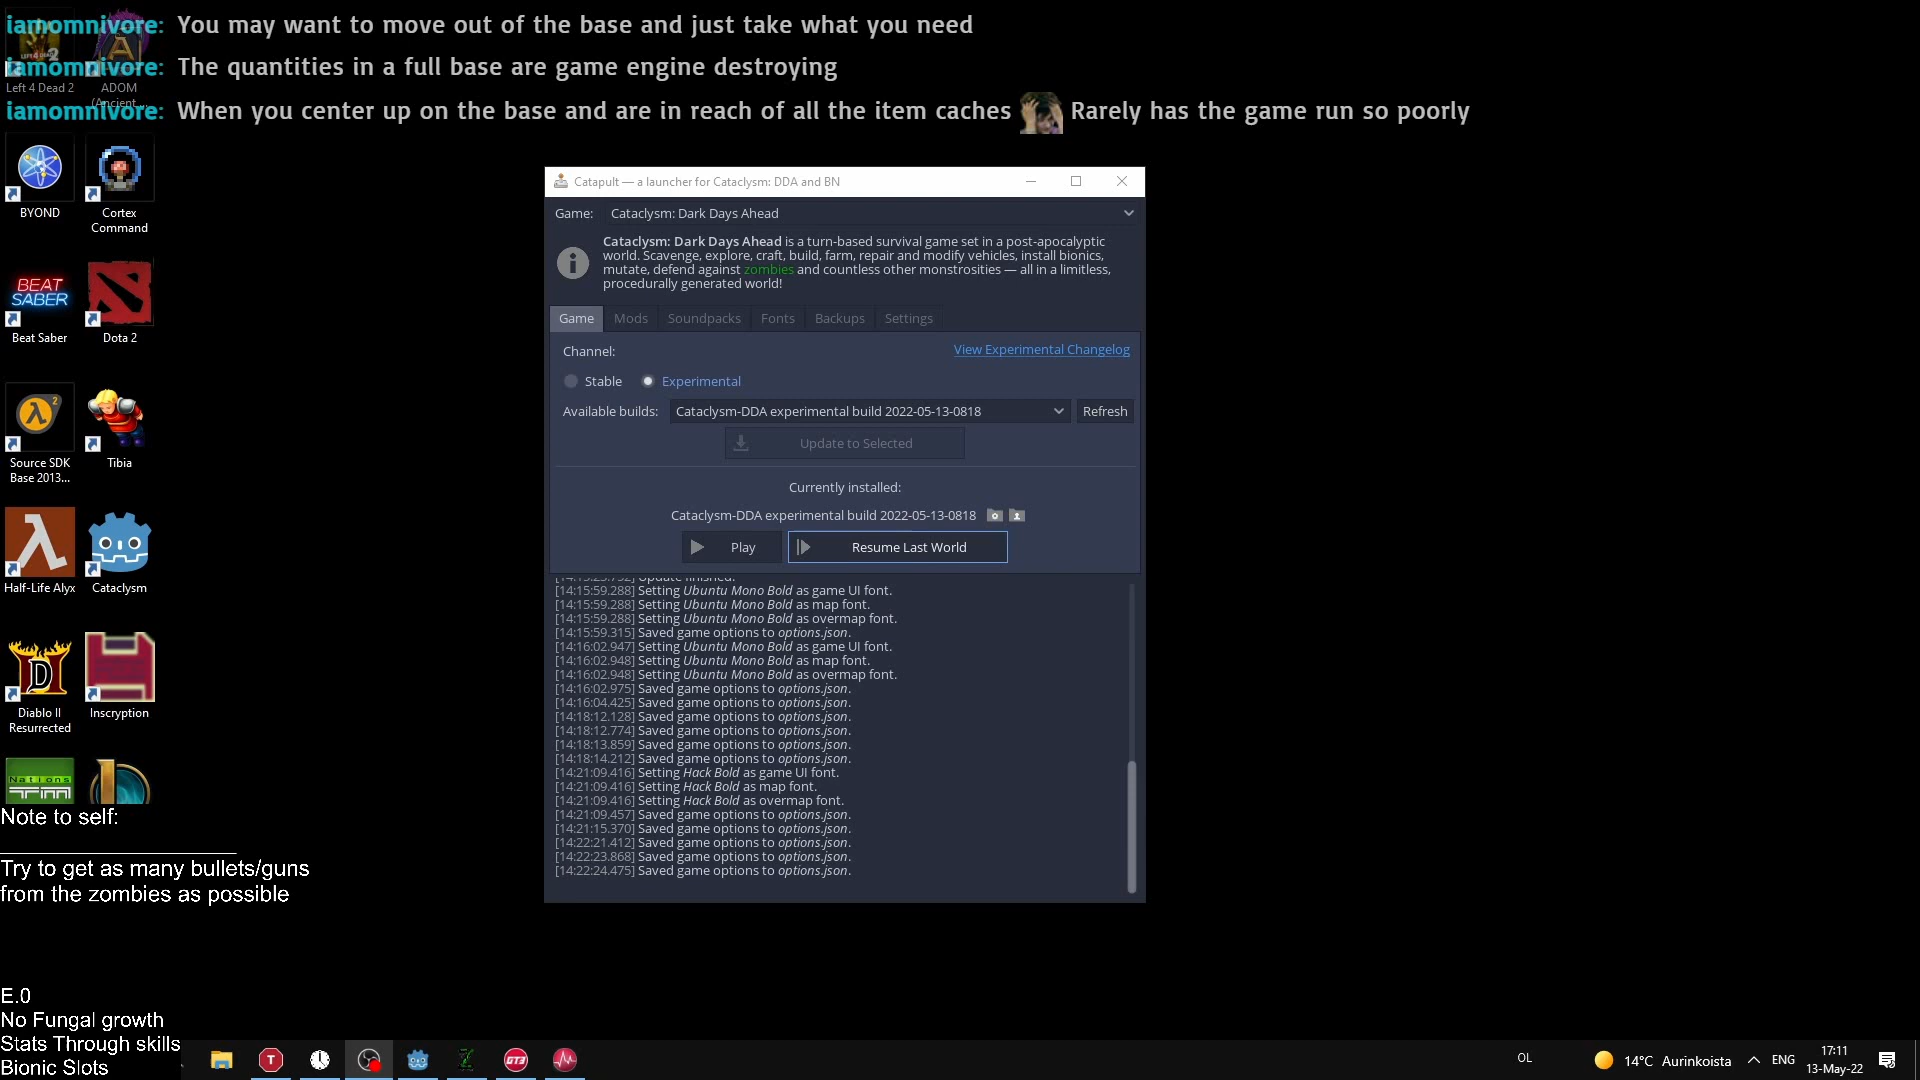 iamomnivore: You may want to move out of the base and just take what you need
iamomnivore: The quantities in a full base are game engine destroying
iamomnivore: When you center up on the base and are in reach of all the item caches Rarely has the game run so poorly
Left 4 Dead 2
ADOM
(Ancient ...
BYOND
Cortex
Command
BEAT
SABER
Beat Saber
Dota 2
Source SDK
Base 2013...
Tibia
Half-Life Alyx
Cataclysm
Diablo II
Resurrected
Inscryption
Nations
TM
Catapult — a launcher for Cataclysm: DDA and BN
Game: Cataclysm: Dark Days Ahead
Cataclysm: Dark Days Ahead is a turn-based survival game set in a post-apocalyptic
world. Scavenge, explore, craft, build, farm, repair and modify vehicles, install bionics,
mutate, defend against zombies and countless other monstrosities — all in a limitless,
procedurally generated world!
Game Mods Soundpacks Fonts Backups Settings
Channel: View Experimental Changelog
Stable Experimental
Available builds: Cataclysm-DDA experimental build 2022-05-13-0818 Refresh
Update to Selected
Currently installed:
Cataclysm-DDA experimental build 2022-05-13-0818
Play Resume Last World
[14:15:59.288] Setting Ubuntu Mono Bold as game UI font.
[14:15:59.288] Setting Ubuntu Mono Bold as map font.
[14:15:59.288] Setting Ubuntu Mono Bold as overmap font.
[14:15:59.315] Saved game options to options.json.
[14:16:02.947] Setting Ubuntu Mono Bold as game UI font.
[14:16:02.948] Setting Ubuntu Mono Bold as map font.
[14:16:02.948] Setting Ubuntu Mono Bold as overmap font.
[14:16:02.975] Saved game options to options.json.
[14:16:04.425] Saved game options to options.json.
[14:18:12.128] Saved game options to options.json.
[14:18:12.774] Saved game options to options.json.
[14:18:13.859] Saved game options to options.json.
[14:18:14.212] Saved game options to options.json.
[14:21:09.416] Setting Hack Bold as game UI font.
[14:21:09.416] Setting Hack Bold as map font.
[14:21:09.416] Setting Hack Bold as overmap font.
[14:21:09.457] Saved game options to options.json.
[14:21:15.370] Saved game options to options.json.
[14:22:21.412] Saved game options to options.json.
[14:22:23.868] Saved game options to options.json.
[14:22:24.475] Saved game options to options.json.
Note to self:
Try to get as many bullets/guns
from the zombies as possible
E.0
No Fungal growth
Stats Through skills
Bionic Slots
GT3
OL
14°C Aurinkoista
ENG
17:11
13-May-22